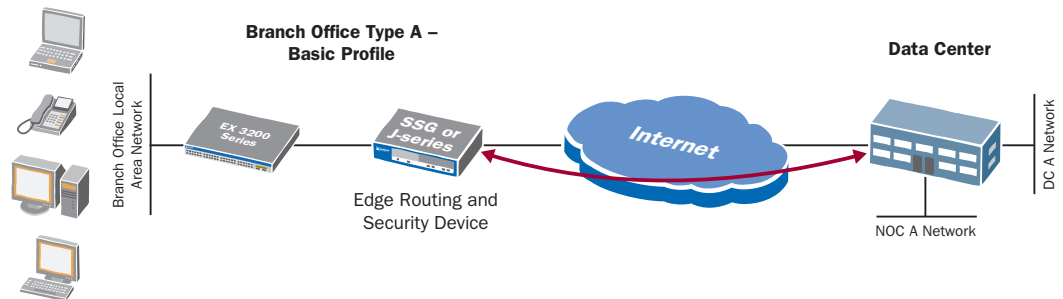 Branch Office Type A –
Basic Profile
Data Center
Branch Office Local
Area Network
EX 3200
Series
SSG or
J-series
Internet
DC A Network
Edge Routing and
Security Device
NOC A Network